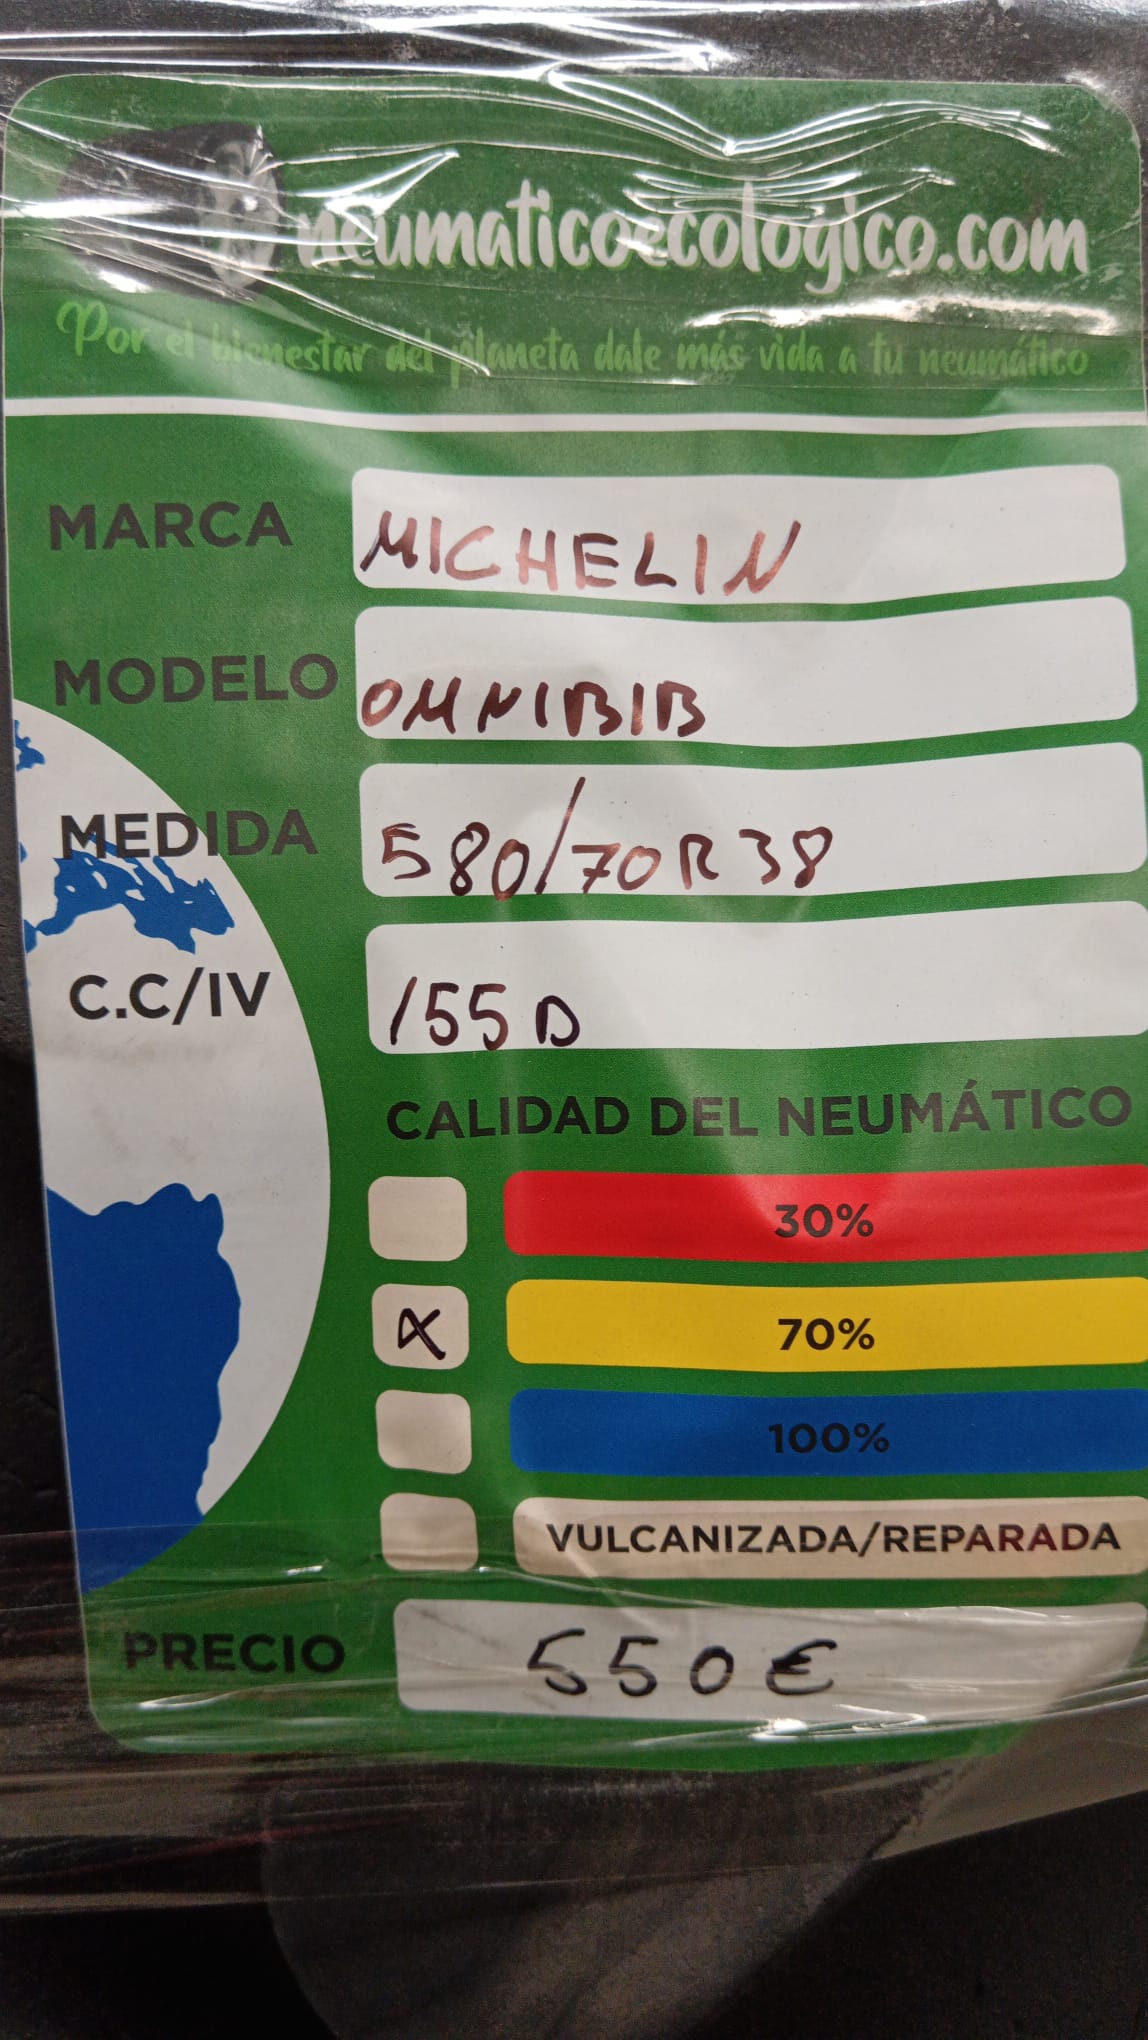 neumaticoecologico.com
Por el bienestar del planeta dale más vida a tu neumático
MARCA MICHELIN
MODELO OMNIBIB
MEDIDA 580/70R38
C.C/IV 155D
CALIDAD DEL NEUMÁTICO
30%
X 70%
100%
VULCANIZADA/REPARADA
PRECIO 550€